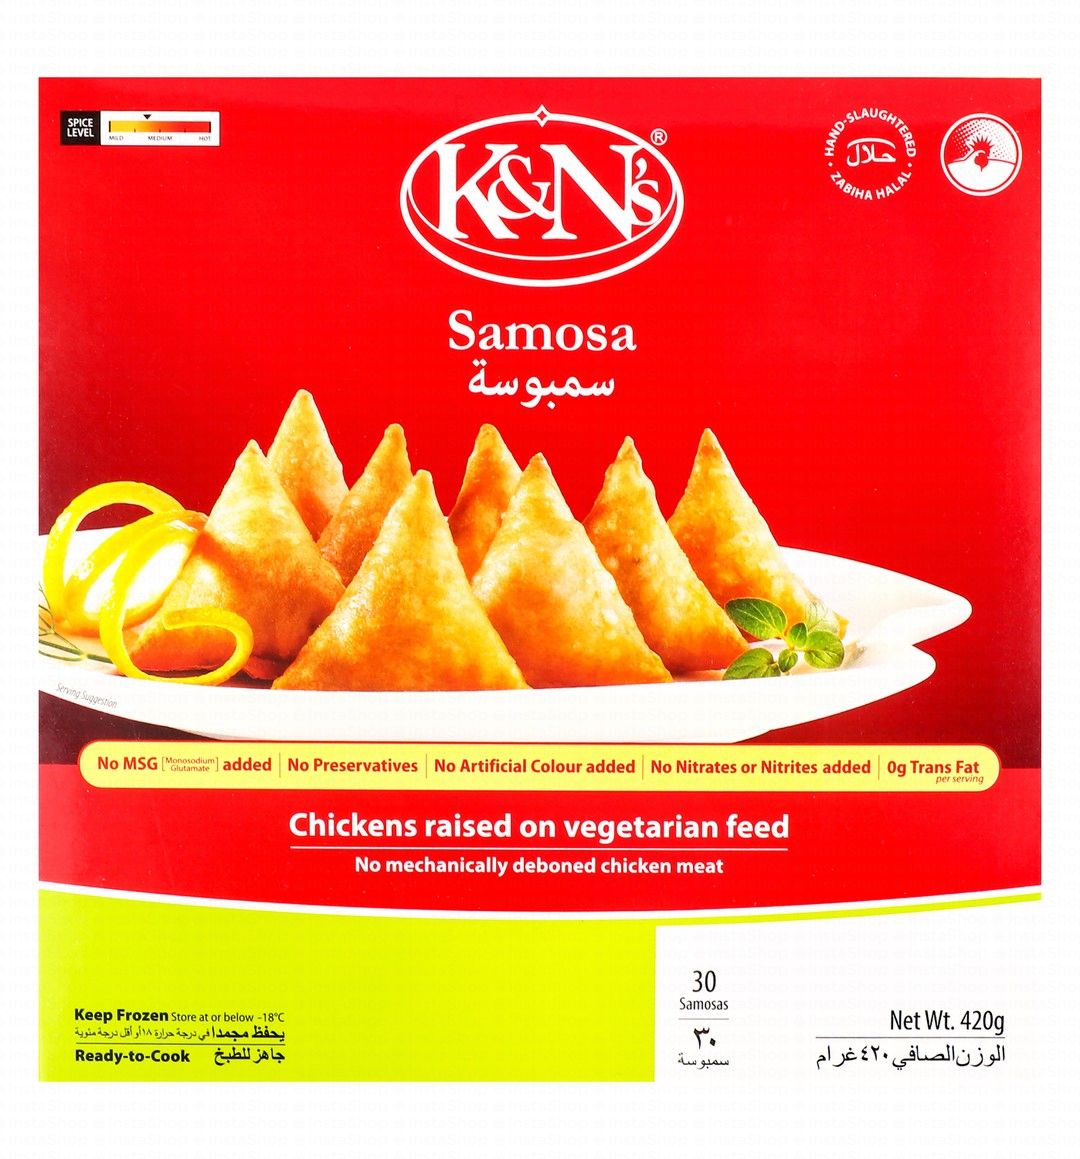 SPICE LEVEL
MILD MEDIUM HOT
K&N's®
HAND-SLAUGHTERED
حلال
ZABIHA HALAL
Samosa
سمبوسة
Serving Suggestion
No MSG [Monosodium Glutamate] added | No Preservatives | No Artificial Colour added | No Nitrates or Nitrites added | 0g Trans Fat per serving
Chickens raised on vegetarian feed
No mechanically deboned chicken meat
Keep Frozen Store at or below -18°C
يحفظ مجمدا في درجة حرارة ١٨ أو أقل درجة مئوية
Ready-to-Cook جاهز للطبخ
30
Samosas
٣٠
سمبوسة
Net Wt. 420g
الوزن الصافي ٤٢٠ غرام